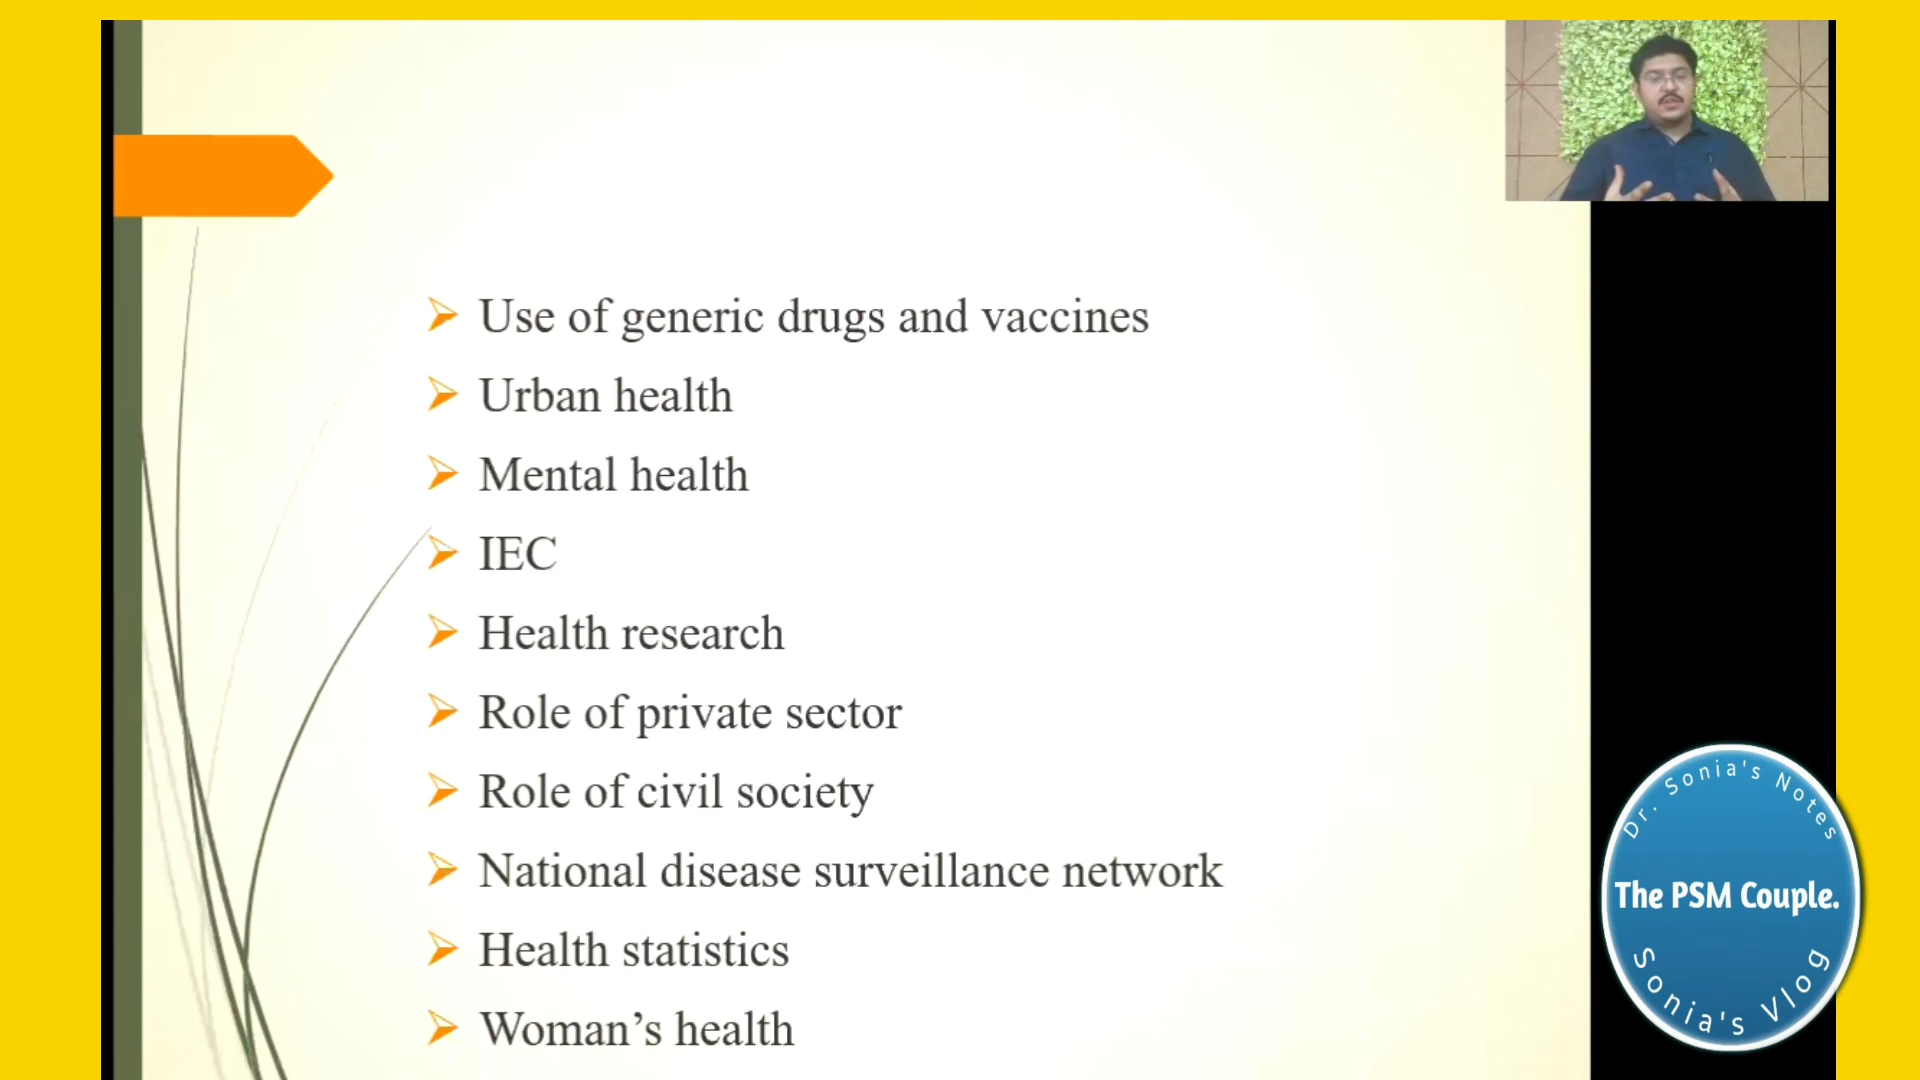 Use of generic drugs and vaccines
Urban health
Mental health
IEC
Health research
Role of private sector
Role of civil society
National disease surveillance network
Health statistics
Woman’s health
Dr. Sonia's Notes
The PSM Couple.
Sonia's Vlog